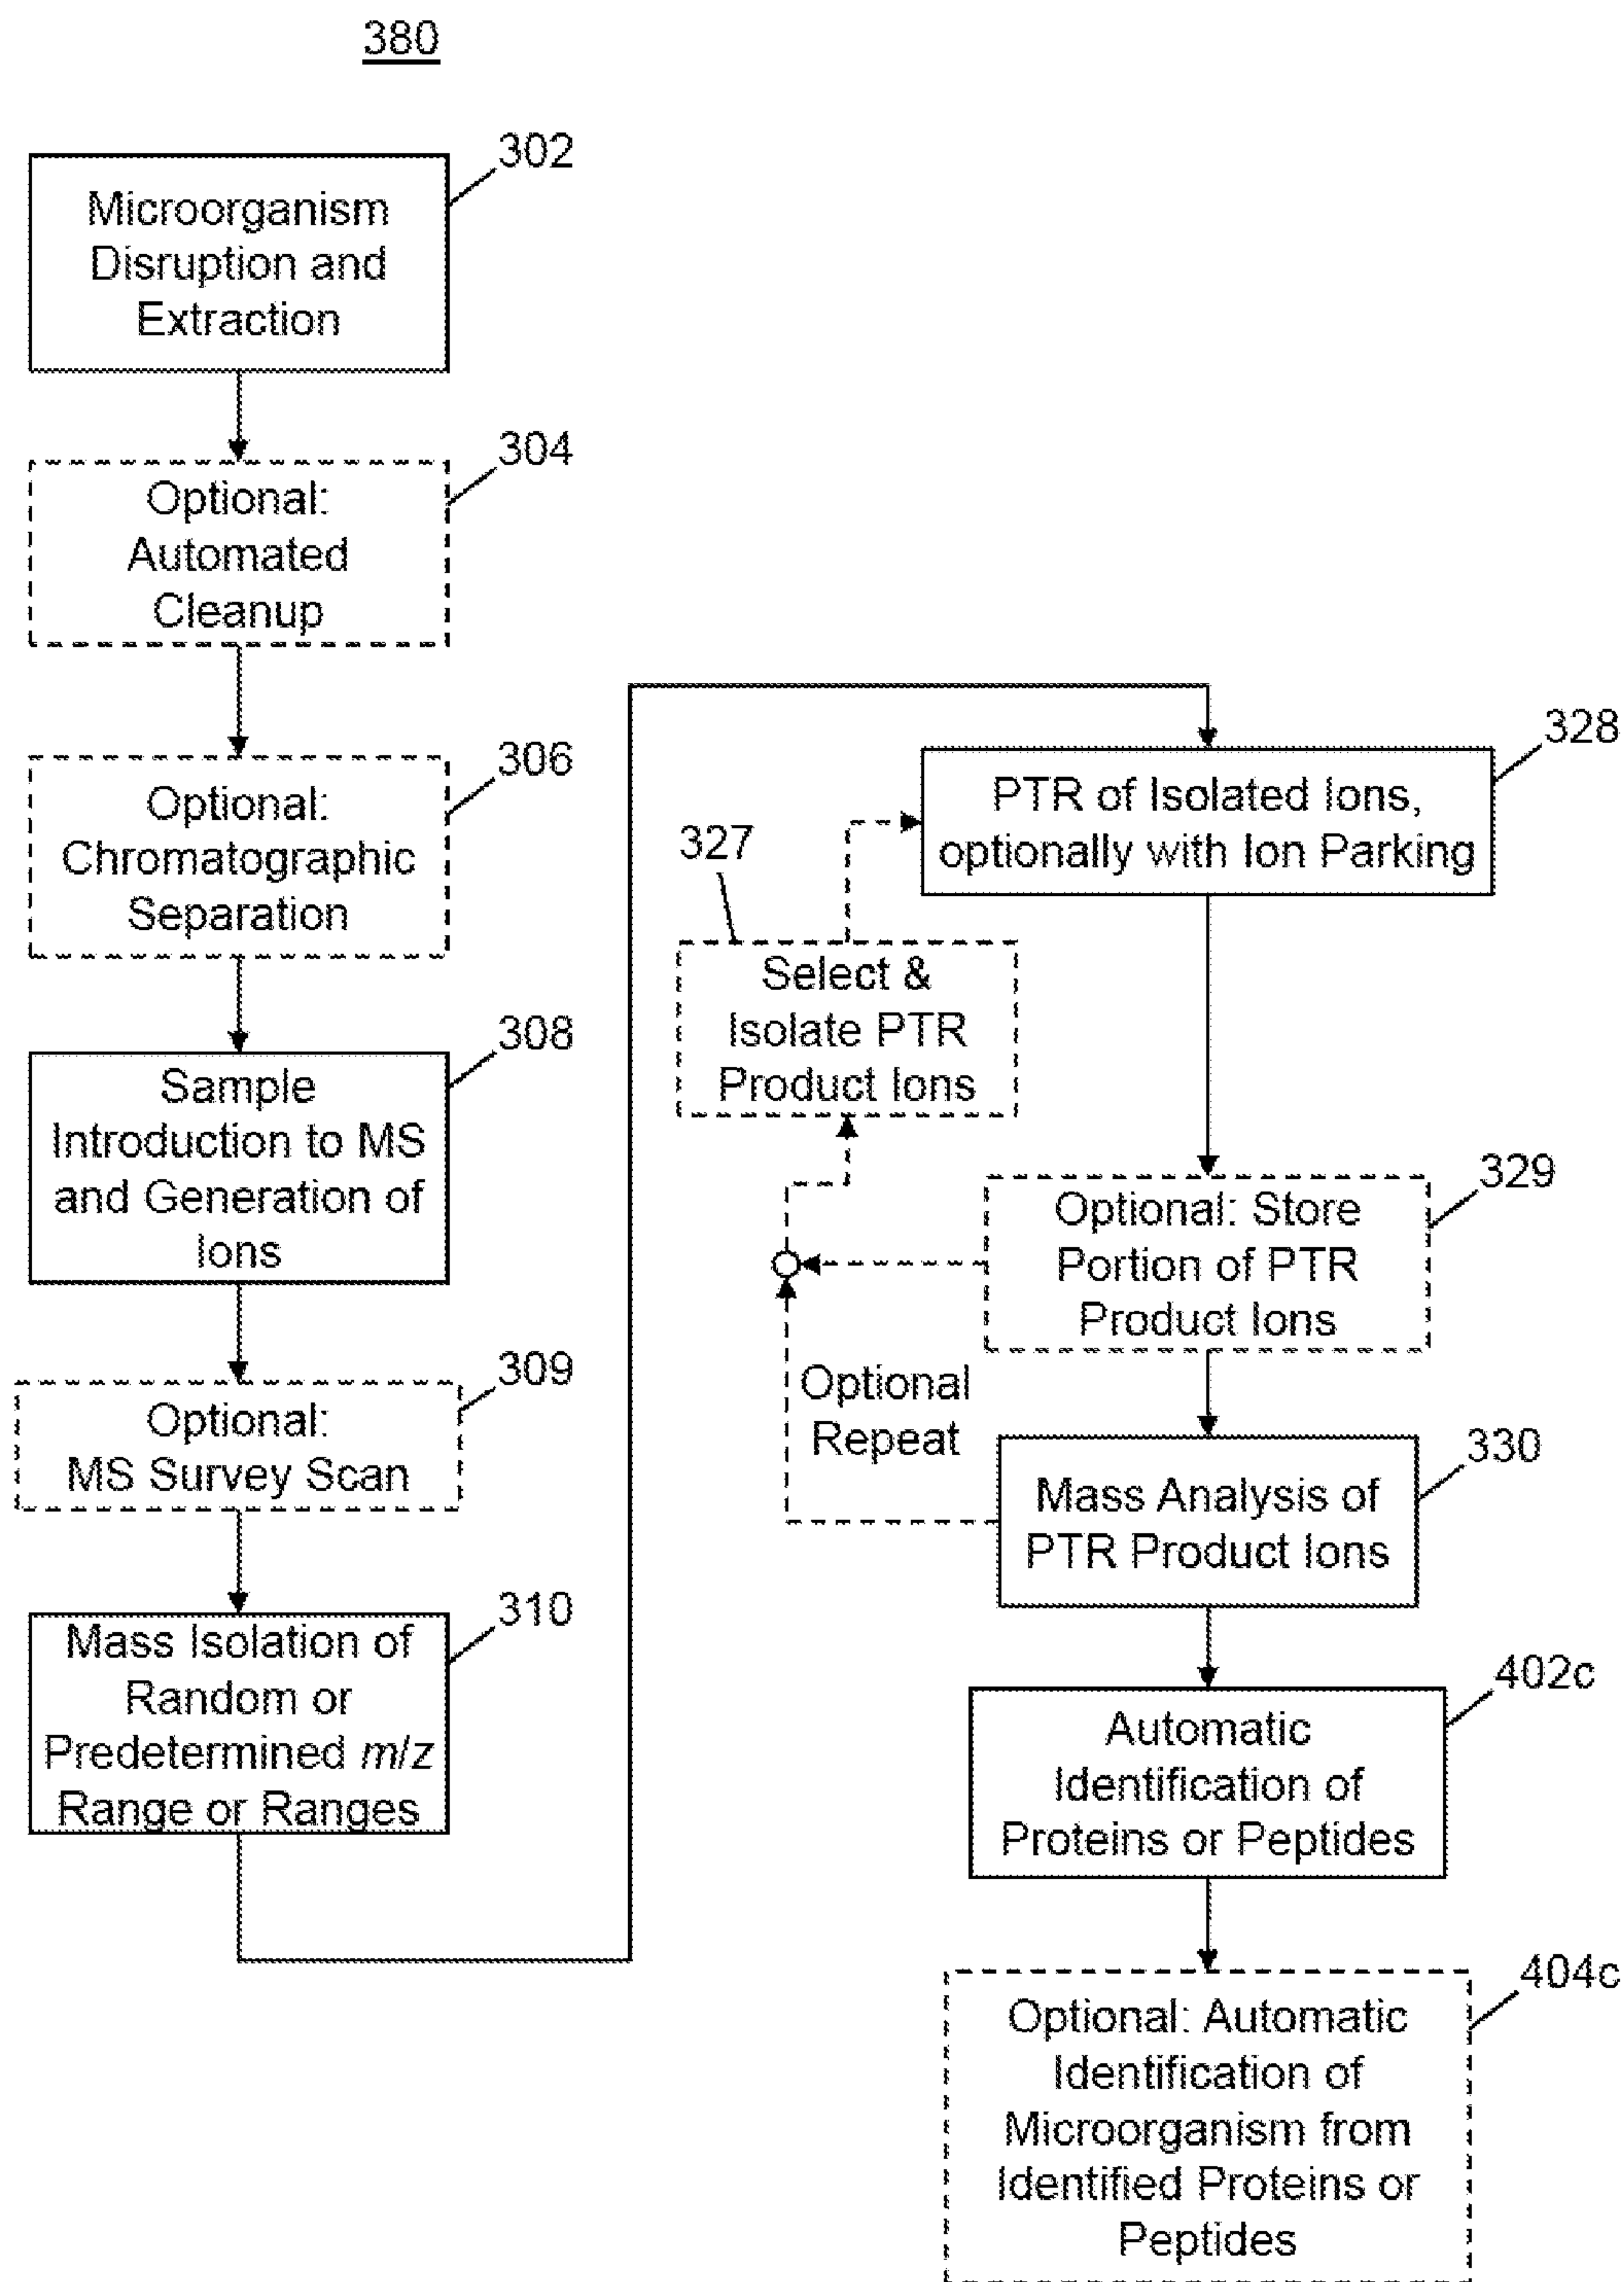 380
302
Microorganism
Disruption and
Extraction
304
Optional:
Automated
Cleanup
306
Optional:
Chromatographic
Separation
308
Sample
Introduction to MS
and Generation of
Ions
309
Optional:
MS Survey Scan
310
Mass Isolation of
Random or
Predetermined m/z
Range or Ranges
328
PTR of Isolated Ions,
optionally with Ion Parking
327
Select &
Isolate PTR
Product Ions
329
Optional: Store
Portion of PTR
Product Ions
Optional
Repeat
330
Mass Analysis of
PTR Product Ions
402c
Automatic
Identification of
Proteins or Peptides
404c
Optional: Automatic
Identification of
Microorganism from
Identified Proteins or
Peptides